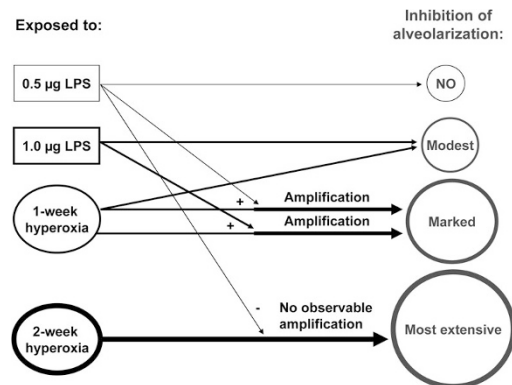 Exposed to:
Inhibition of
alveolarization:
0.5 µg LPS
NO
1.0 µg LPS
Modest
1-week
hyperoxia
+
Amplification
+
Amplification
Marked
2-week
hyperoxia
-
No observable
amplification
Most extensive